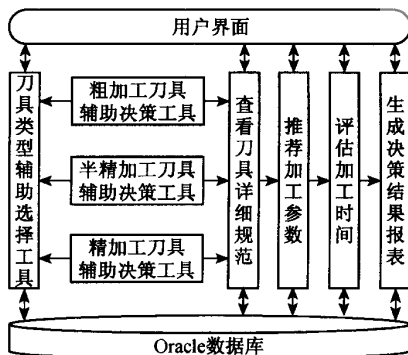 用户界面
刀具类型辅助选择工具
粗加工刀具
辅助决策工具
半精加工刀具
辅助决策工具
精加工刀具
辅助决策工具
查看刀具详细规范
推荐加工参数
评估加工时间
生成决策结果报表
Oracle数据库